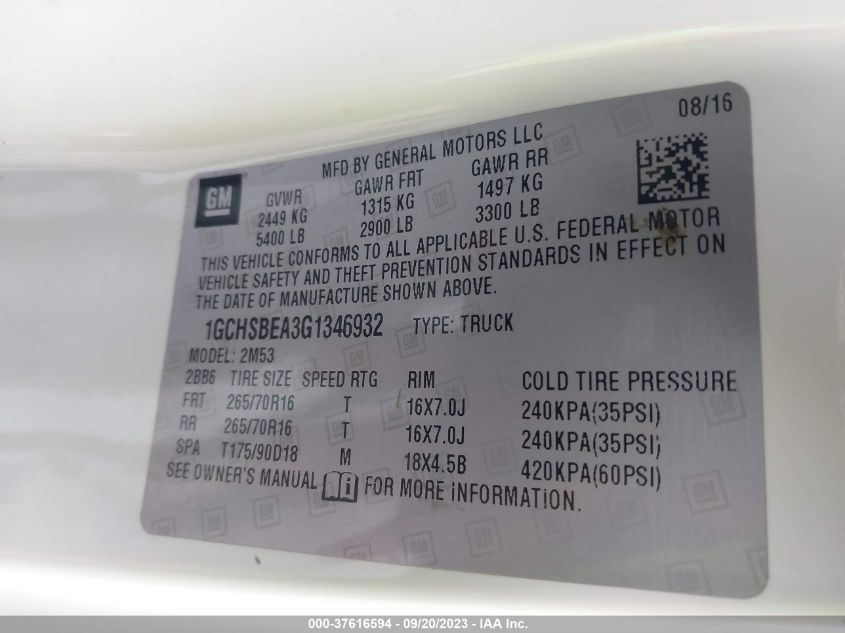 08/16
MFD BY GENERAL MOTORS LLC
GM
GVWR GAWR FRT GAWR RR
2449 KG 1315 KG 1497 KG
5400 LB 2900 LB 3300 LB
THIS VEHICLE CONFORMS TO ALL APPLICABLE U.S. FEDERAL MOTOR
VEHICLE SAFETY AND THEFT PREVENTION STANDARDS IN EFFECT ON
THE DATE OF MANUFACTURE SHOWN ABOVE.
1GCHSBEA3G1346932 TYPE: TRUCK
MODEL: 2M53
2BB6 TIRE SIZE SPEED RTG RIM COLD TIRE PRESSURE
FRT 265/70R16 T 16X7.0J 240KPA(35PSI)
RR 265/70R16 T 16X7.0J 240KPA(35PSI)
SPA T175/90D18 M 18X4.5B 420KPA(60PSI)
SEE OWNER'S MANUAL i FOR MORE INFORMATION.
000-37616594 - 09/20/2023 - IAA Inc.